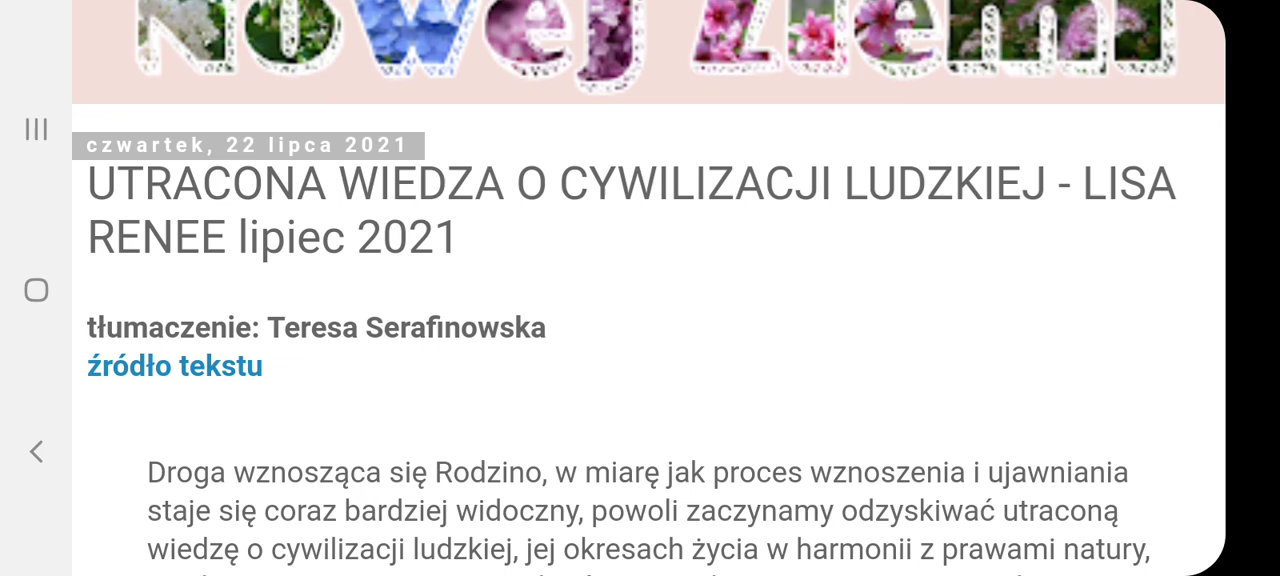 Nowej Ziemi
czwartek, 22 lipca 2021
UTRACONA WIEDZA O CYWILIZACJI LUDZKIEJ - LISA
RENEE lipiec 2021
tłumaczenie: Teresa Serafinowska
źródło tekstu
Droga wznosząca się Rodzino, w miarę jak proces wznoszenia i ujawniania
staje się coraz bardziej widoczny, powoli zaczynamy odzyskiwać utraconą
wiedzę o cywilizacji ludzkiej, jej okresach życia w harmonii z prawami natury,